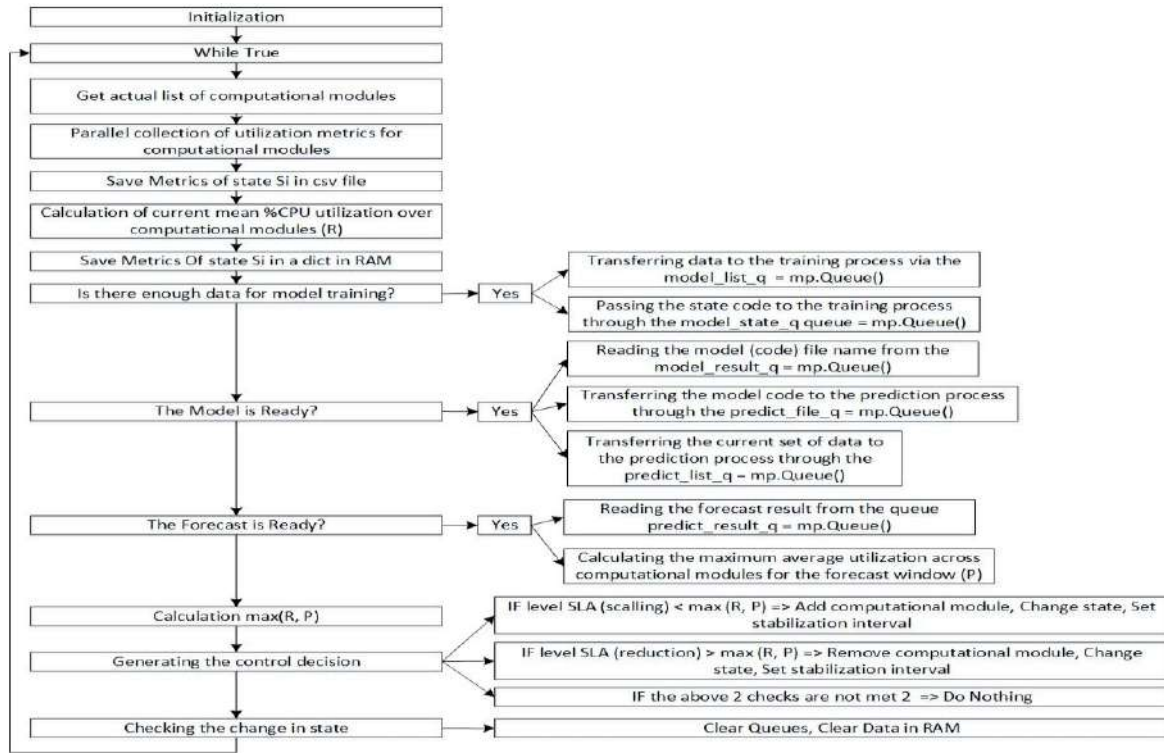 Initialization
While True
Get actual list of computational modules
Parallel collection of utilization metrics for
computational modules
Save Metrics of state Si in csv file
Calculation of current mean %CPU utilization over
computational modules (R)
Save Metrics Of state Si in a dict in RAM
Is there enough data for model training?
Yes
Transferring data to the training process via the
model_list_q = mp.Queue()
Passing the state code to the training process
through the model_state_q queue = mp.Queue()
The Model is Ready?
Yes
Reading the model (code) file name from the
model_result_q = mp.Queue()
Transferring the model code to the prediction process
through the predict_file_q = mp.Queue()
Transferring the current set of data to
the prediction process through the
predict_list_q = mp.Queue()
The Forecast is Ready?
Yes
Reading the forecast result from the queue
predict_result_q = mp.Queue()
Calculating the maximum average utilization across
computational modules for the forecast window (P)
Calculation max(R, P)
Generating the control decision
IF level SLA (scalling) < max (R, P) => Add computational module, Change state, Set
stabilization interval
IF level SLA (reduction) > max (R, P) => Remove computational module, Change
state, Set stabilization interval
IF the above 2 checks are not met 2 => Do Nothing
Checking the change in state
Clear Queues, Clear Data in RAM